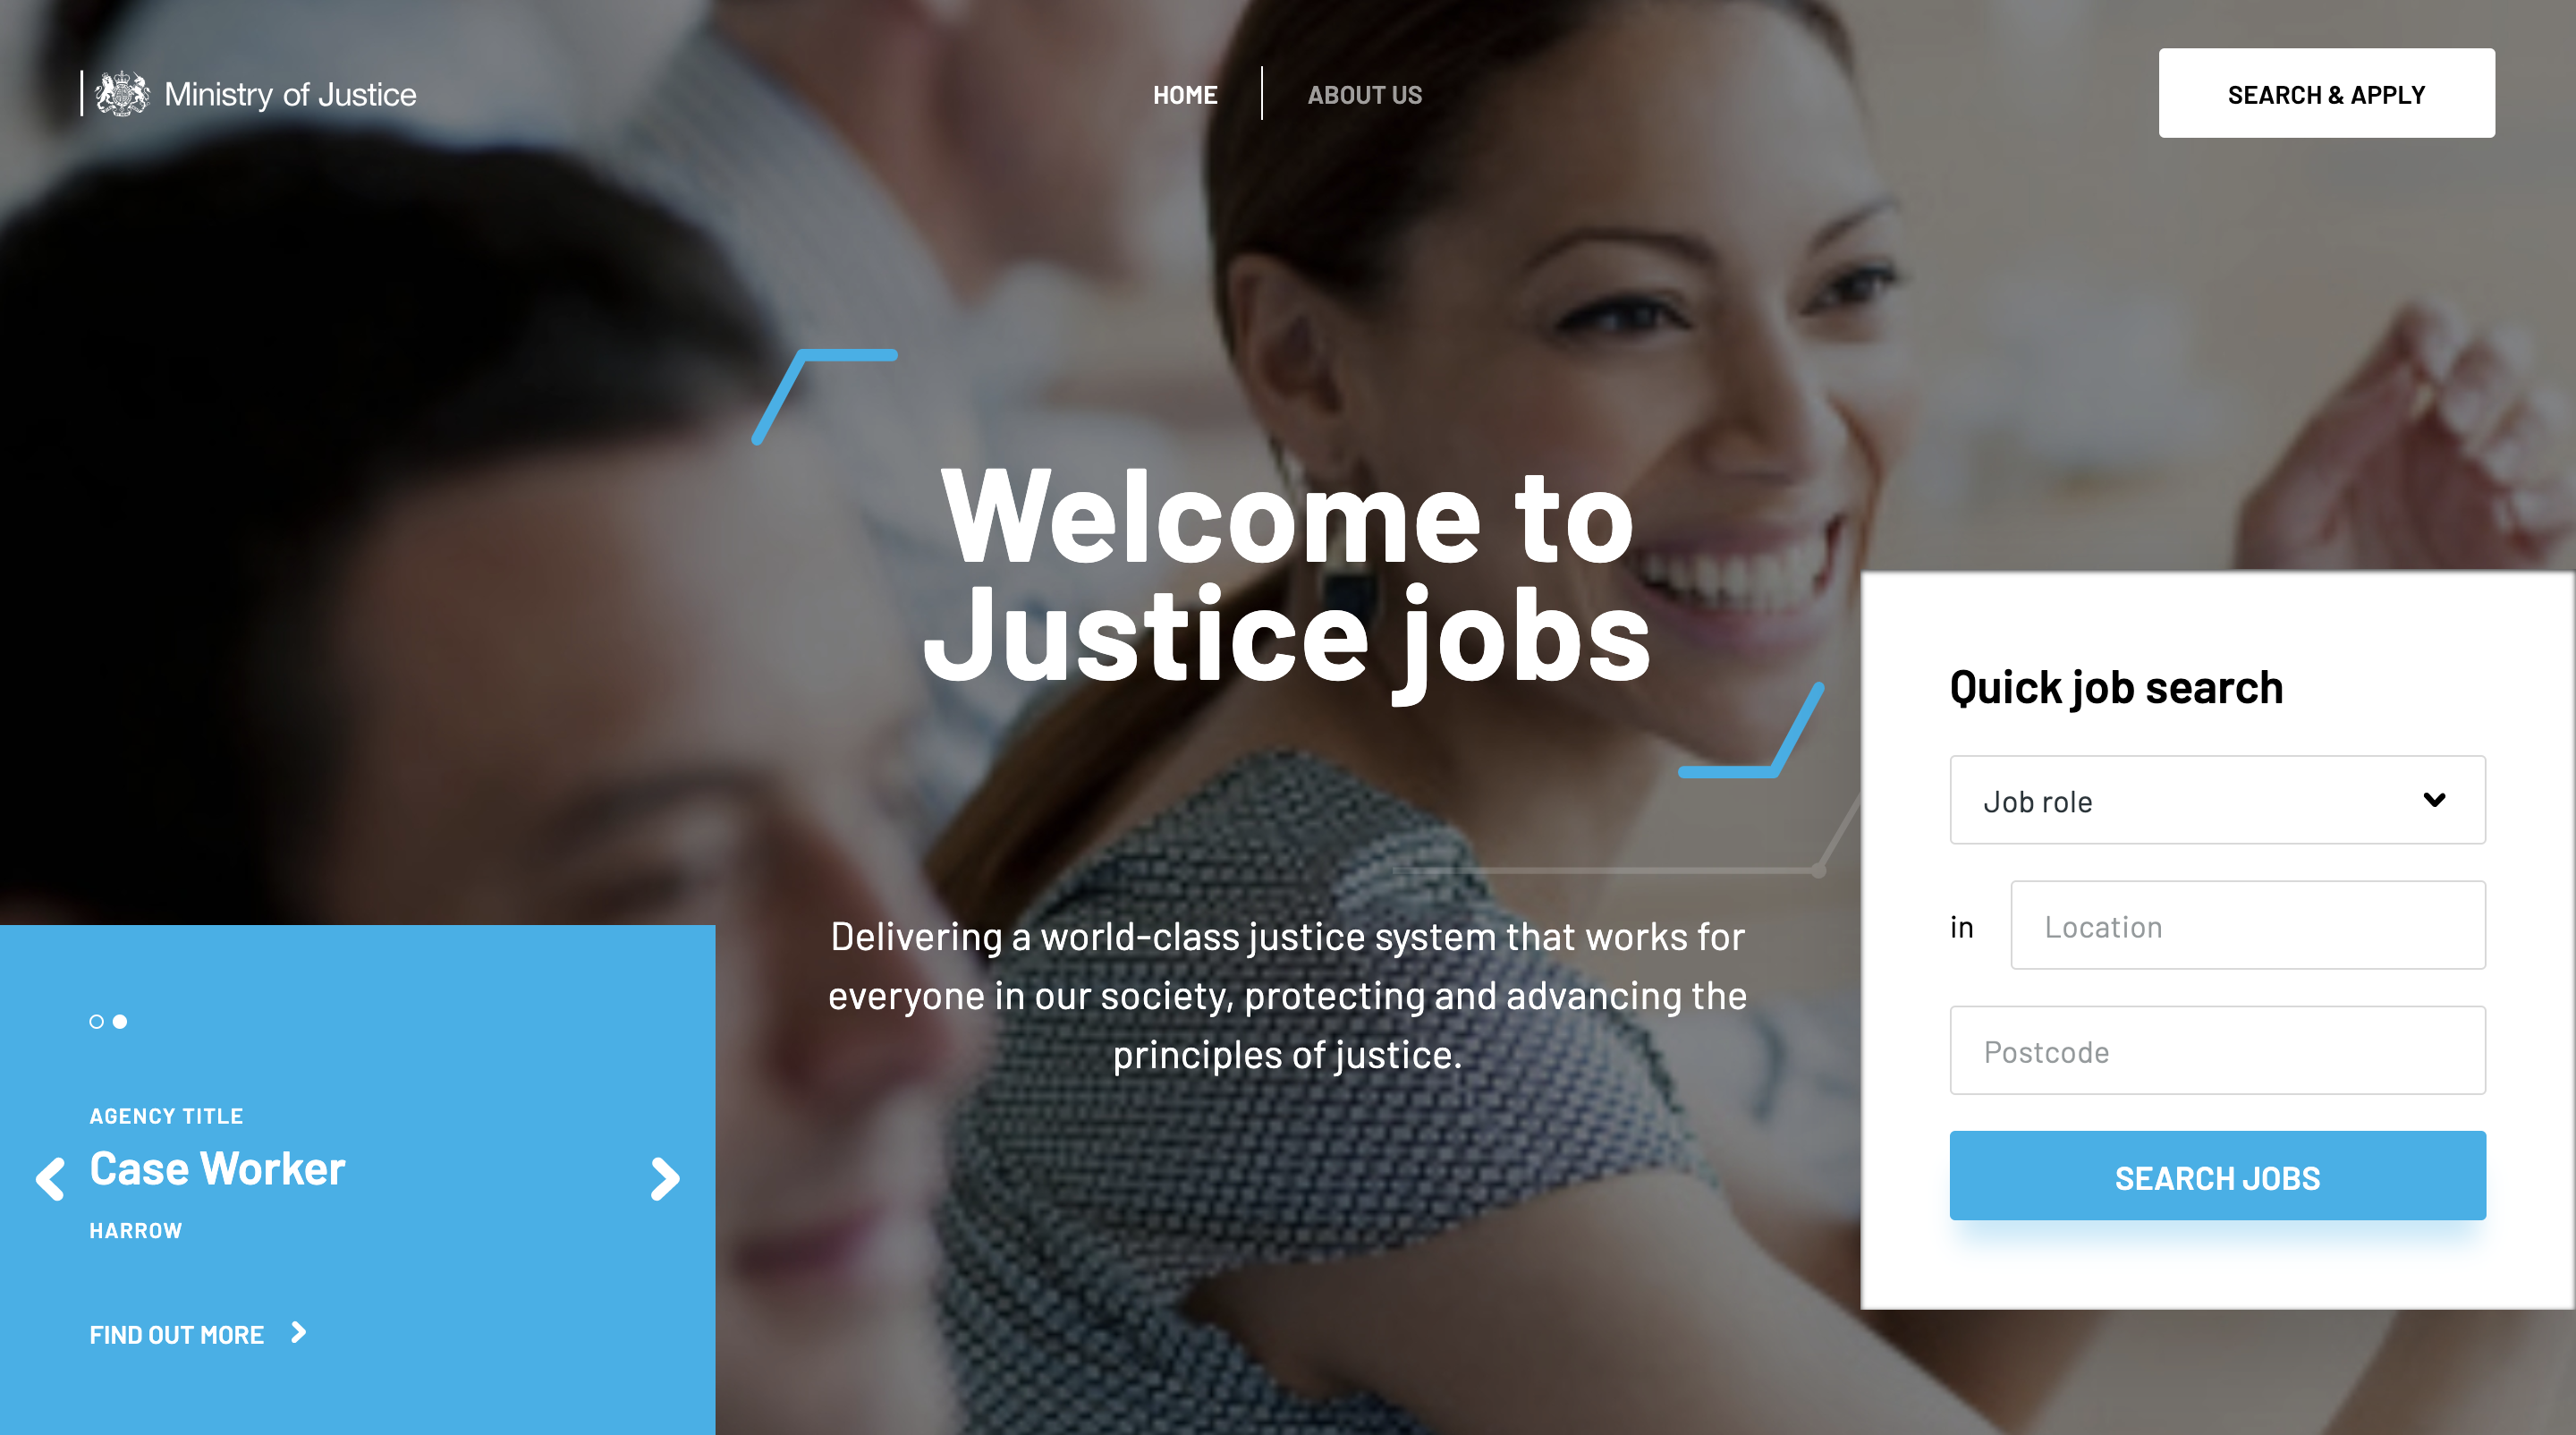 Ministry of Justice
HOME
ABOUT US
SEARCH & APPLY
Welcome to
Justice jobs
Delivering a world-class justice system that works for
everyone in our society, protecting and advancing the
principles of justice.
Quick job search
Job role
in
Location
Postcode
SEARCH JOBS
AGENCY TITLE
Case Worker
HARROW
FIND OUT MORE